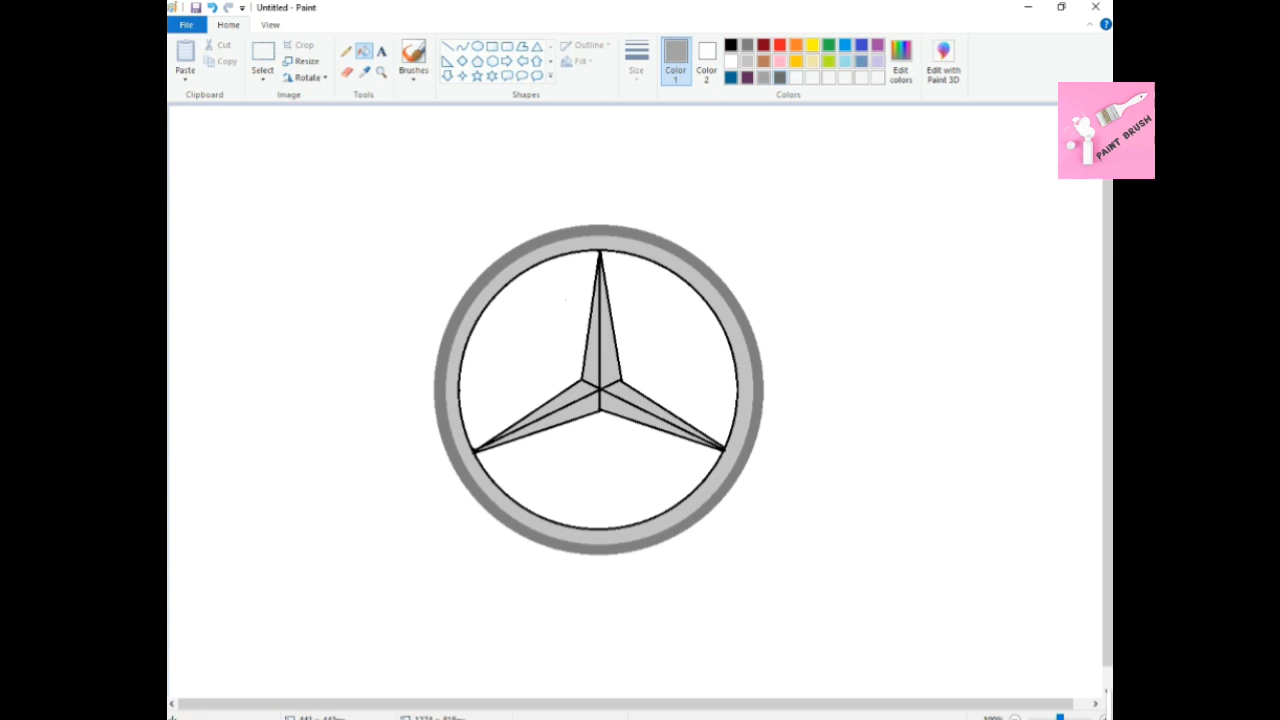 Untitled - Paint
File Home View
Cut
Copy
Paste
Clipboard
Select
Crop
Resize
Rotate
Image
A
Tools
Brushes
Outline
Fill
Shapes
Size
Color
1
Color
2
Colors
Edit
colors
Edit with
Paint 3D
PAINT BRUSH
100%